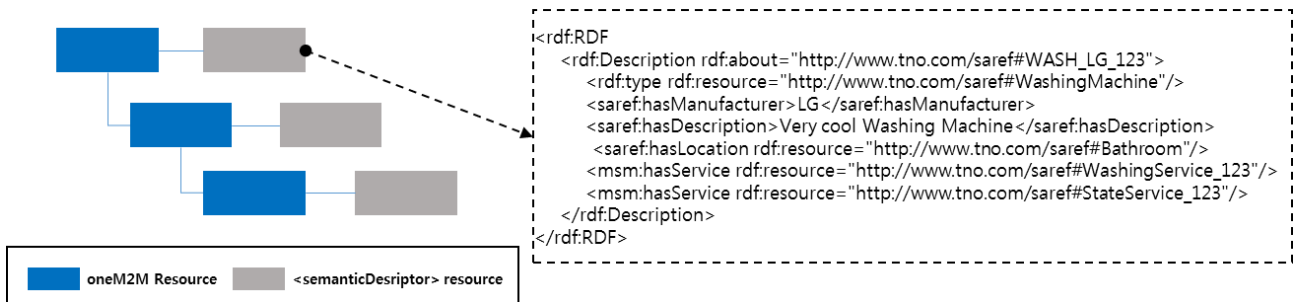 <rdf:RDF
<rdf:Description rdf:about="http://www.tno.com/saref#WASH_LG_123">
<rdf:type rdf:resource="http://www.tno.com/saref#WashingMachine"/>
<saref:hasManufacturer>LG</saref:hasManufacturer>
<saref:hasDescription>Very cool Washing Machine</saref:hasDescription>
<saref:hasLocation rdf:resource="http://www.tno.com/saref#Bathroom"/>
<msm:hasService rdf:resource="http://www.tno.com/saref#WashingService_123"/>
<msm:hasService rdf:resource="http://www.tno.com/saref#StateService_123"/>
</rdf:Description>
</rdf:RDF>
oneM2M Resource
<semanticDesriptor> resource